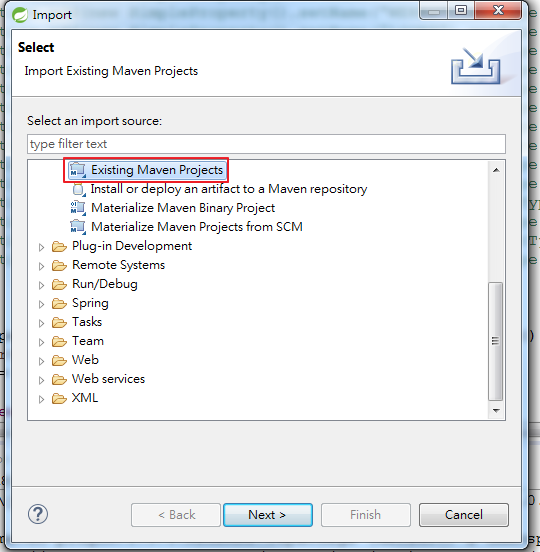 Import
Select
Import Existing Maven Projects
Select an import source:
type filter text
Existing Maven Projects
Install or deploy an artifact to a Maven repository
Materialize Maven Binary Project
Materialize Maven Projects from SCM
Plug-in Development
Remote Systems
Run/Debug
Spring
Tasks
Team
Web
Web services
XML
< Back
Next >
Finish
Cancel